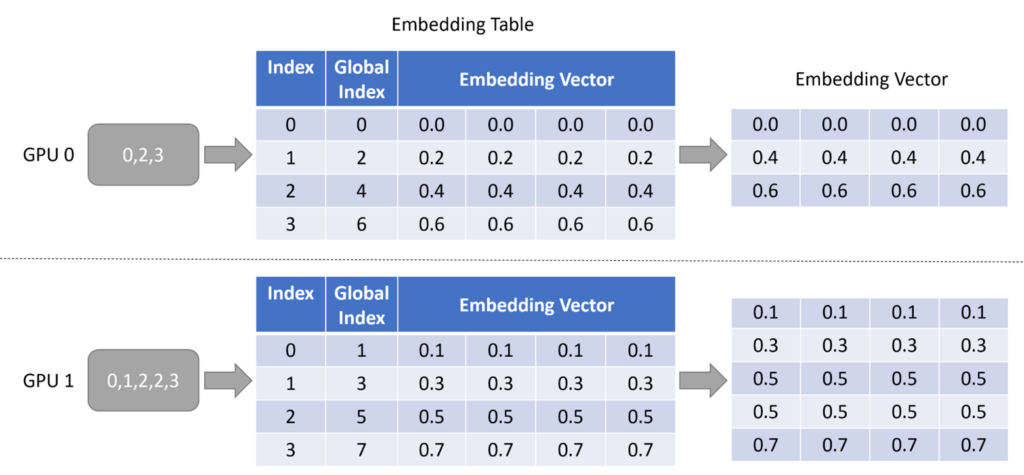 Embedding Table
Index Global Index Embedding Vector
Embedding Vector
GPU 0
0,2,3
0 0 0.0 0.0 0.0 0.0
1 2 0.2 0.2 0.2 0.2
2 4 0.4 0.4 0.4 0.4
3 6 0.6 0.6 0.6 0.6
0.0 0.0 0.0 0.0
0.4 0.4 0.4 0.4
0.6 0.6 0.6 0.6
Index Global Index Embedding Vector
GPU 1
0,1,2,2,3
0 1 0.1 0.1 0.1 0.1
1 3 0.3 0.3 0.3 0.3
2 5 0.5 0.5 0.5 0.5
3 7 0.7 0.7 0.7 0.7
0.1 0.1 0.1 0.1
0.3 0.3 0.3 0.3
0.5 0.5 0.5 0.5
0.5 0.5 0.5 0.5
0.7 0.7 0.7 0.7